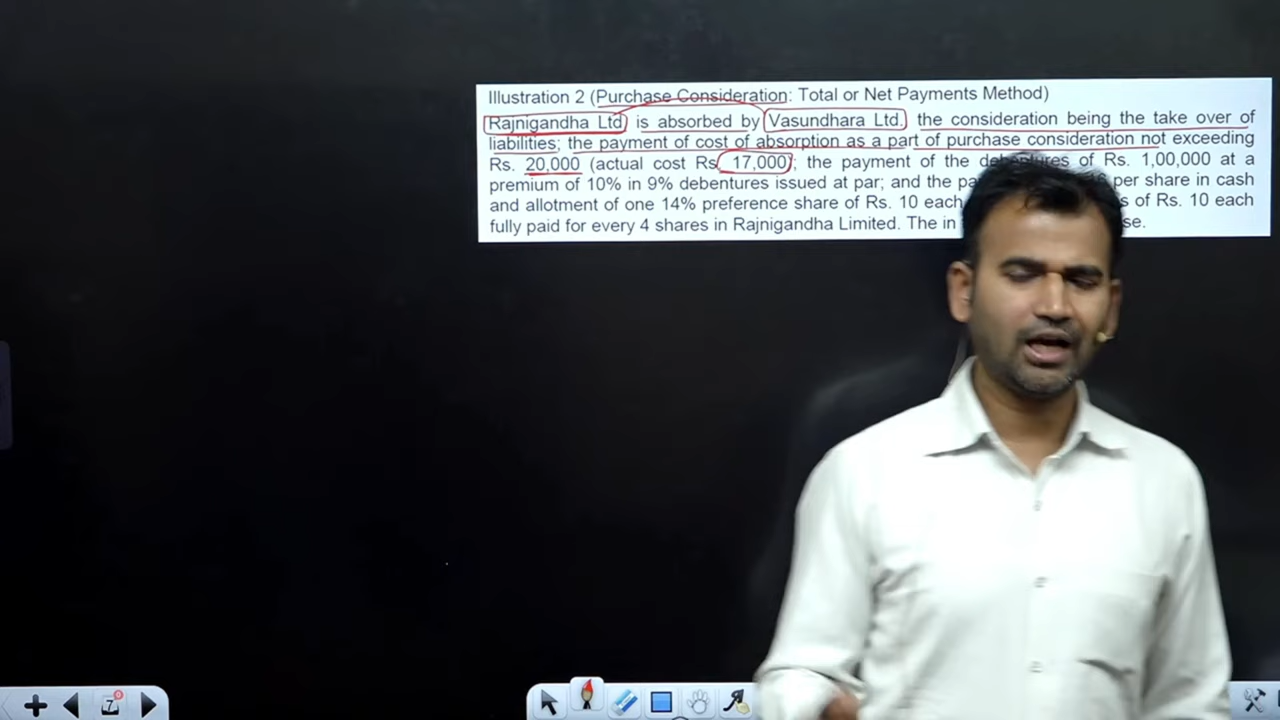 Illustration 2 (Purchase Consideration: Total or Net Payments Method)
Rajnigandha Ltd is absorbed by Vasundhara Ltd. the consideration being the take over of
liabilities; the payment of cost of absorption as a part of purchase consideration not exceeding
Rs. 20,000 (actual cost Rs. 17,000); the payment of the debentures of Rs. 1,00,000 at a
premium of 10% in 9% debentures issued at par; and the per share in cash
and allotment of one 14% preference share of Rs. 10 each of Rs. 10 each
fully paid for every 4 shares in Rajnigandha Limited. The
7